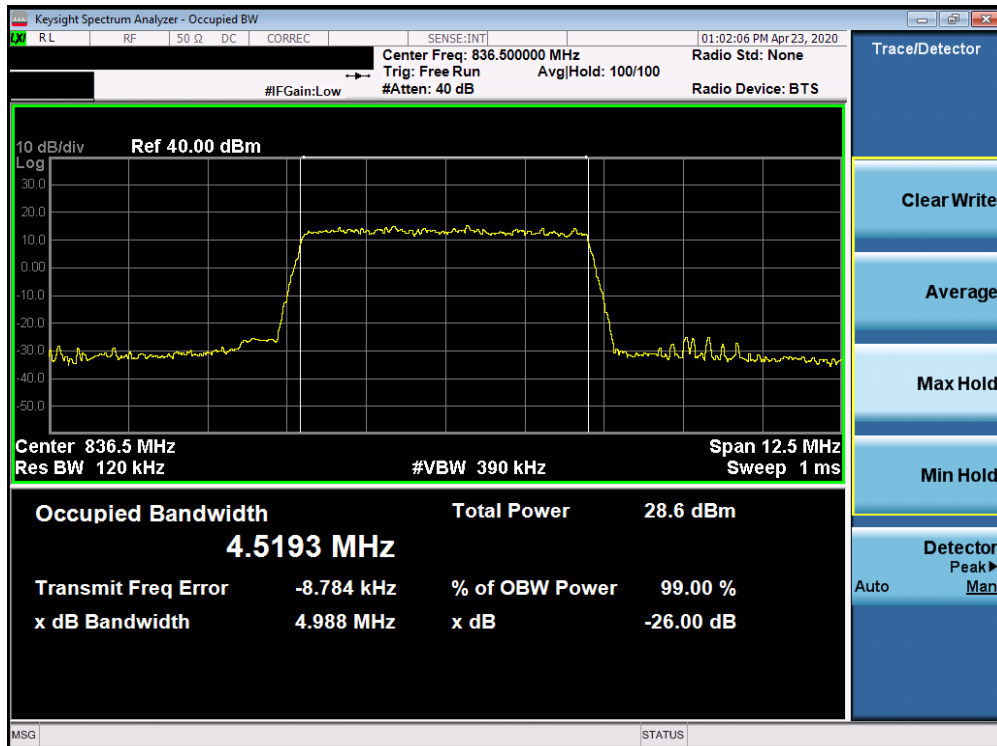 Keysight Spectrum Analyzer - Occupied BW
LXI RL RF 50 Ω DC CORREC SENSE:INT 01:02:06 PM Apr 23, 2020
Center Freq: 836.500000 MHz Radio Std: None
Trig: Free Run Avg|Hold: 100/100
#IFGain:Low #Atten: 40 dB Radio Device: BTS
10 dB/div Ref 40.00 dBm
Log
30.0
20.0
10.0
0.00
-10.0
-20.0
-30.0
-40.0
-50.0
Center 836.5 MHz Span 12.5 MHz
Res BW 120 kHz #VBW 390 kHz Sweep 1 ms
Occupied Bandwidth Total Power 28.6 dBm
4.5193 MHz
Transmit Freq Error -8.784 kHz % of OBW Power 99.00 %
x dB Bandwidth 4.988 MHz x dB -26.00 dB
MSG STATUS
Trace/Detector
Clear Write
Average
Max Hold
Min Hold
Detector
Peak▶
Auto Man